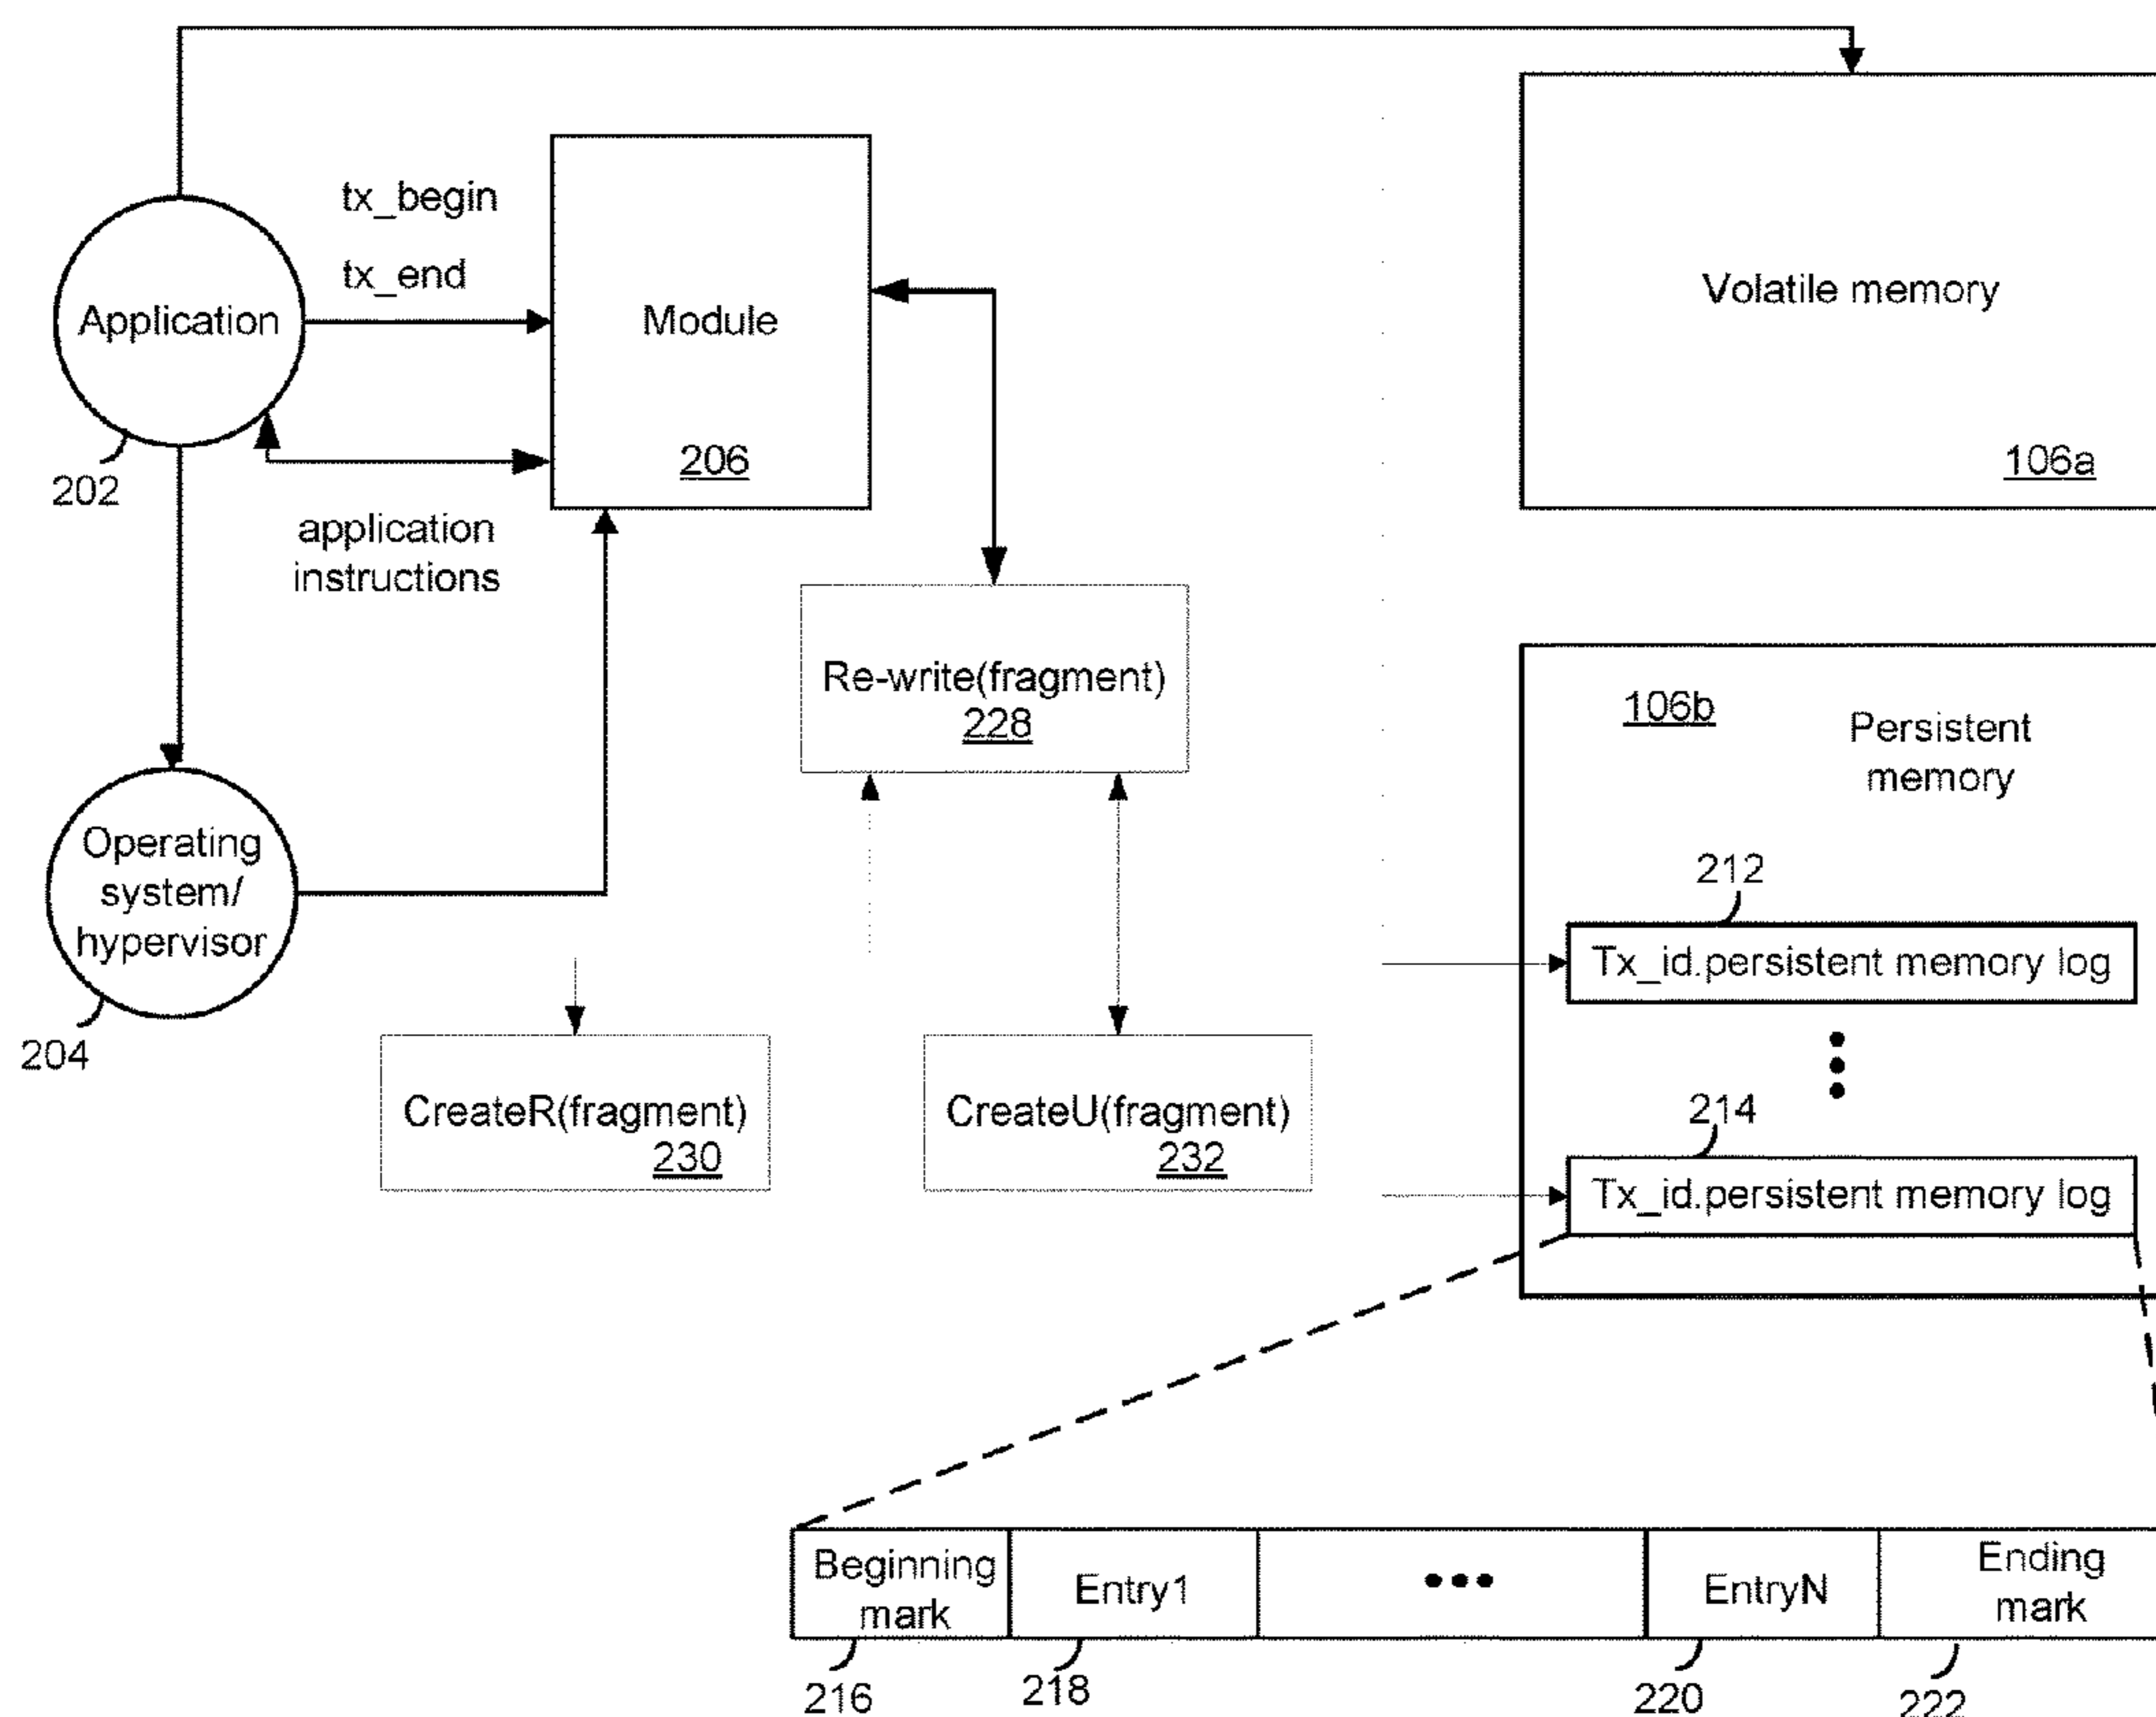 tx_begin
tx_end
Application
Module
Volatile memory
206
106a
202
application
instructions
Re-write(fragment)
228
106b
Persistent
memory
Operating
system/
hypervisor
212
Tx_id.persistent memory log
204
CreateR(fragment)
230
CreateU(fragment)
232
214
Tx_id.persistent memory log
Beginning
mark
Entry1
EntryN
Ending
mark
216
218
220
222